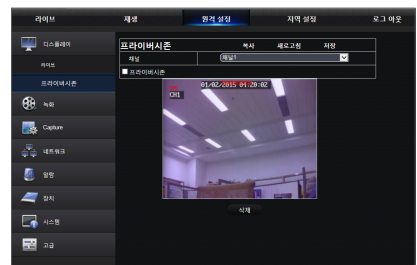 라이브 재생 원격 설정 지역 설정 로그 아웃
디스플레이
라이브
프라이버시존
녹화
Capture
네트워크
알람
장치
시스템
고급
프라이버시존 복사 새로고침 저장
채널 채널1
프라이버시존
01/02/2015 04:20:02
CH1
삭제